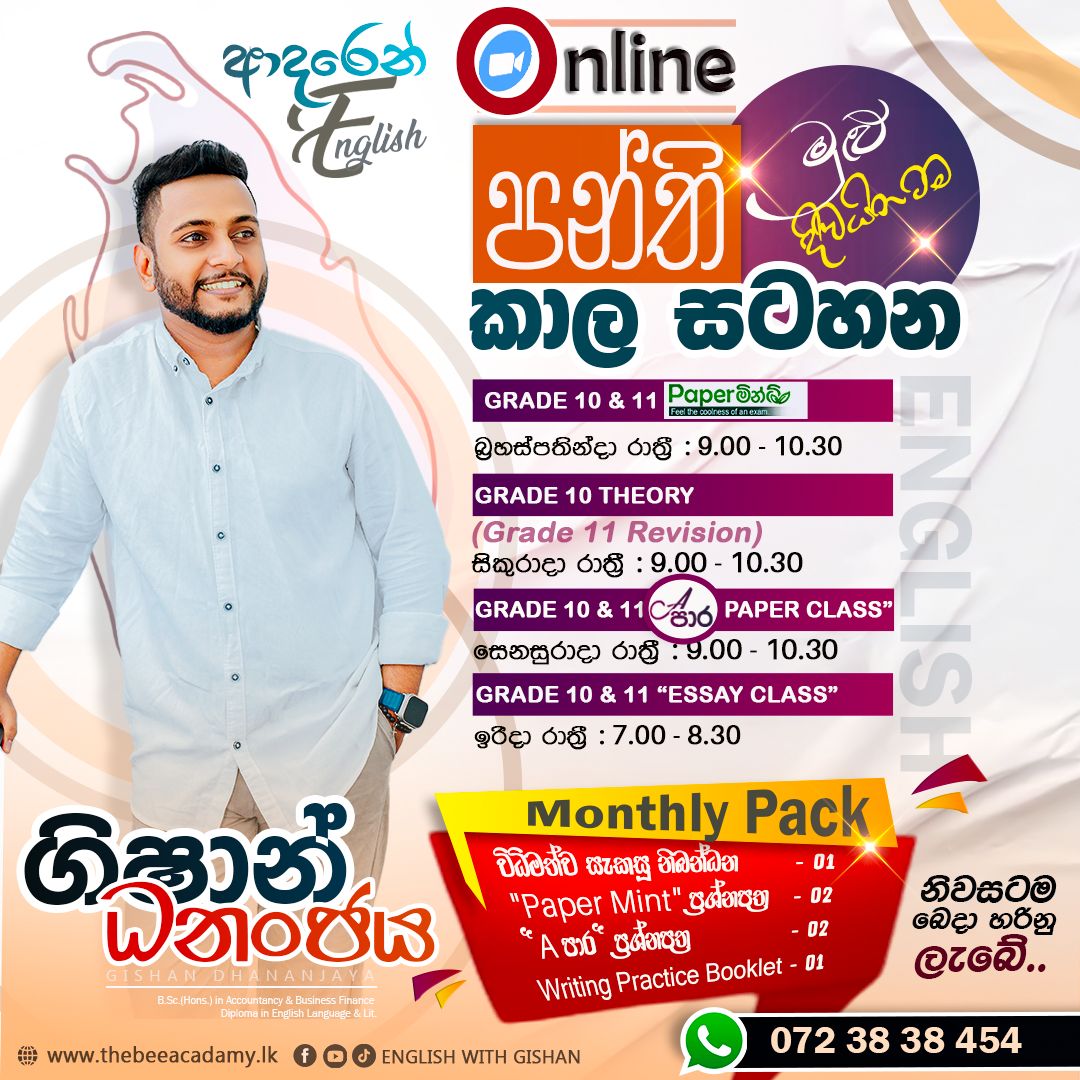 ආදරෙන්
English
Online
පන්ති
මුළු
දිවයිනටම
කාල සටහන
GRADE 10 & 11 Paperමින්ට්
Feel the coolness of an exam
බ්‍රහස්පතින්දා රාත්‍රී : 9.00 - 10.30
GRADE 10 THEORY
(Grade 11 Revision)
සිකුරාදා රාත්‍රී : 9.00 - 10.30
GRADE 10 & 11 A පාර PAPER CLASS”
සෙනසුරාදා රාත්‍රී : 9.00 - 10.30
GRADE 10 & 11 “ESSAY CLASS”
ඉරිදා රාත්‍රී : 7.00 - 8.30
ENGLISH
Monthly Pack
විධිමත්ව සැකසූ නිබන්ධන - 01
"Paper Mint" ප්‍රශ්නපත්‍ර - 02
"A පාර" ප්‍රශ්නපත්‍ර - 02
Writing Practice Booklet - 01
නිවසටම
බෙදා හරිනු
ලැබේ..
ගිෂාන්
ධනංජය
GISHAN DHANANJAYA
B.Sc.(Hons.) in Accountancy & Business Finance
Diploma in English Language & Lit.
www.thebeeacadamy.lk ENGLISH WITH GISHAN
072 38 38 454